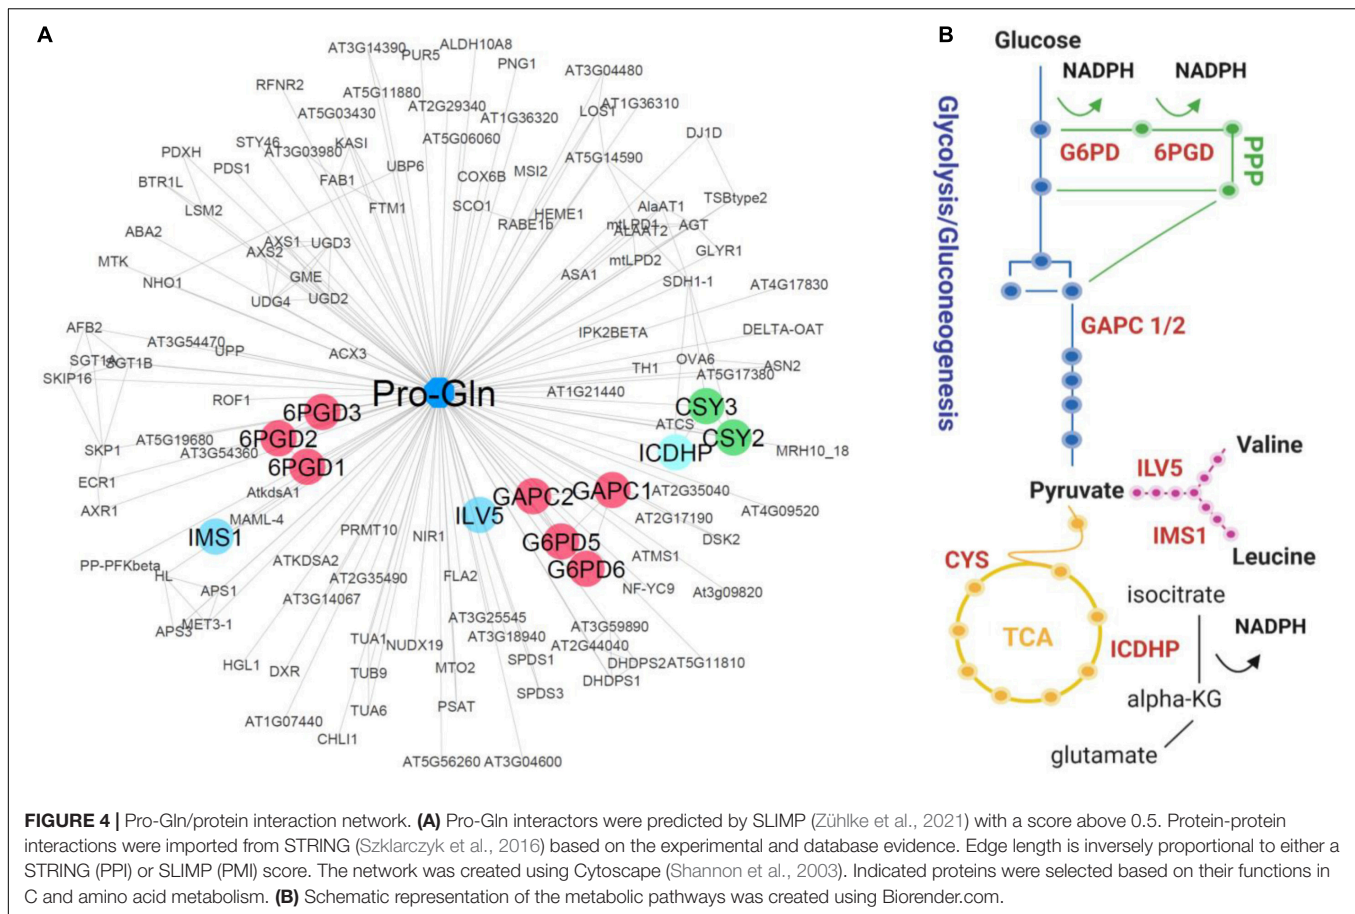 A
AT3G14390
PUR5
ALDH10A8
PNG1
RFNR2
AT5G11880
AT3G04480
AT5G03430
AT2G29340
AT1G36320
LOS1
AT1G36310
STY46
AT3G03980
KASI
AT5G06060
DJ1D
PDXH
PDS1
UBP6
COX6B
MSI2
AT5G14590
BTR1L
FAB1
LSM2
FTM1
SCO1
RABE1b
HEME1
AlaAT1
TSBtype2
mtLPD1
ALAAT2
AGT
ABA2
AXS1
AXS2
UGD3
GLYR1
mtLPD2
MTK
NHO1
GME
UDG4
UGD2
ASA1
SDH1-1
AT4G17830
AFB2
AT3G54470
UPP
ACX3
IPK2BETA
DELTA-OAT
SGT1A
SGT1B
SKIP16
TH1
OVA6
ASN2
AT5G17380
Pro-Gln
AT1G21440
ROF1
6PGD3
CSY3
ATCS
6PGD2
CSY2
SKP1
AT5G19680
AT3G54360
6PGD1
ICDHP
MRH10_18
ECR1
AtkdsA1
GAPC2
GAPC1
AT2G35040
AXR1
MAML-4
ILV5
AT2G17190
AT4G09520
IMS1
PRMT10
NIR1
G6PD5
DSK2
PP-PFKbeta
HL
ATKDSA2
G6PD6
ATMS1
AT2G35490
FLA2
NF-YC9
At3g09820
APS1
AT3G14067
MET3-1
APS3
AT3G25545
AT3G59890
TUA1
NUDX19
AT3G18940
AT2G44040
HGL1
DXR
TUB9
MTO2
SPDS1
DHDPS2
AT5G11810
DHDPS1
SPDS3
TUA6
PSAT
AT1G07440
CHLI1
AT5G56260
AT3G04600
B
Glucose
NADPH
NADPH
G6PD
6PGD
PPP
Glycolysis/Gluconeogenesis
GAPC 1/2
Valine
ILV5
Pyruvate
IMS1
Leucine
CYS
isocitrate
TCA
NADPH
ICDHP
alpha-KG
glutamate
FIGURE 4 | Pro-Gln/protein interaction network. (A) Pro-Gln interactors were predicted by SLIMP (Zühlke et al., 2021) with a score above 0.5. Protein-protein
interactions were imported from STRING (Szklarczyk et al., 2016) based on the experimental and database evidence. Edge length is inversely proportional to either a
STRING (PPI) or SLIMP (PMI) score. The network was created using Cytoscape (Shannon et al., 2003). Indicated proteins were selected based on their functions in
C and amino acid metabolism. (B) Schematic representation of the metabolic pathways was created using Biorender.com.